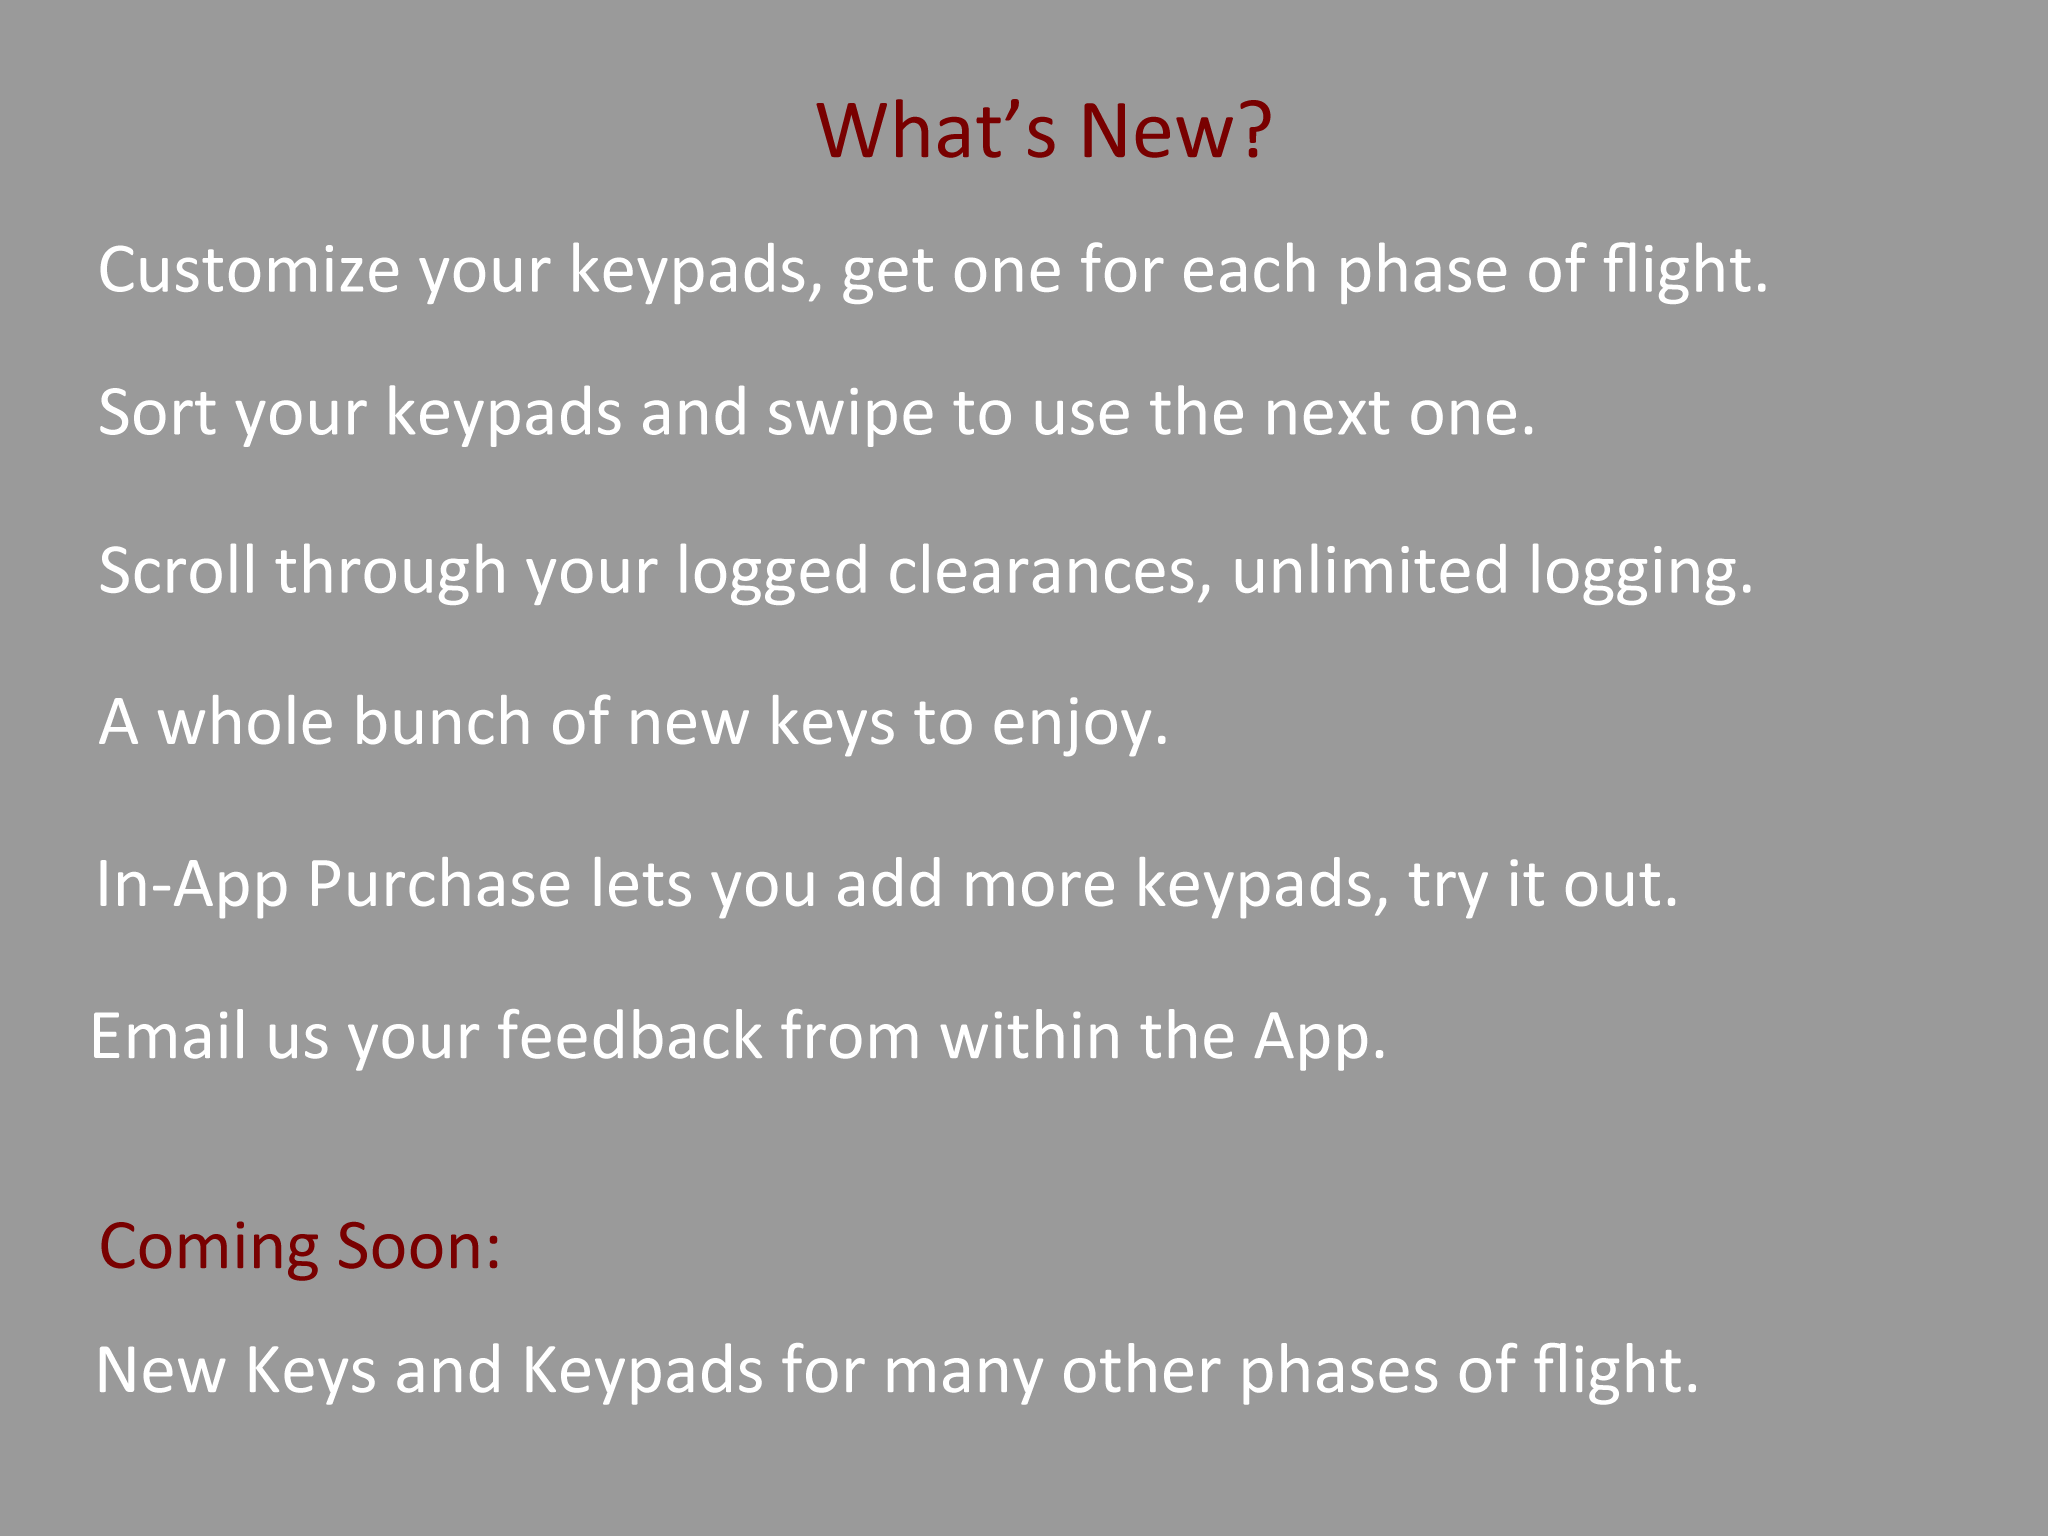 What’s New?
Customize your keypads, get one for each phase of flight.
Sort your keypads and swipe to use the next one.
Scroll through your logged clearances, unlimited logging.
A whole bunch of new keys to enjoy.
In-App Purchase lets you add more keypads, try it out.
Email us your feedback from within the App.
Coming Soon:
New Keys and Keypads for many other phases of flight.